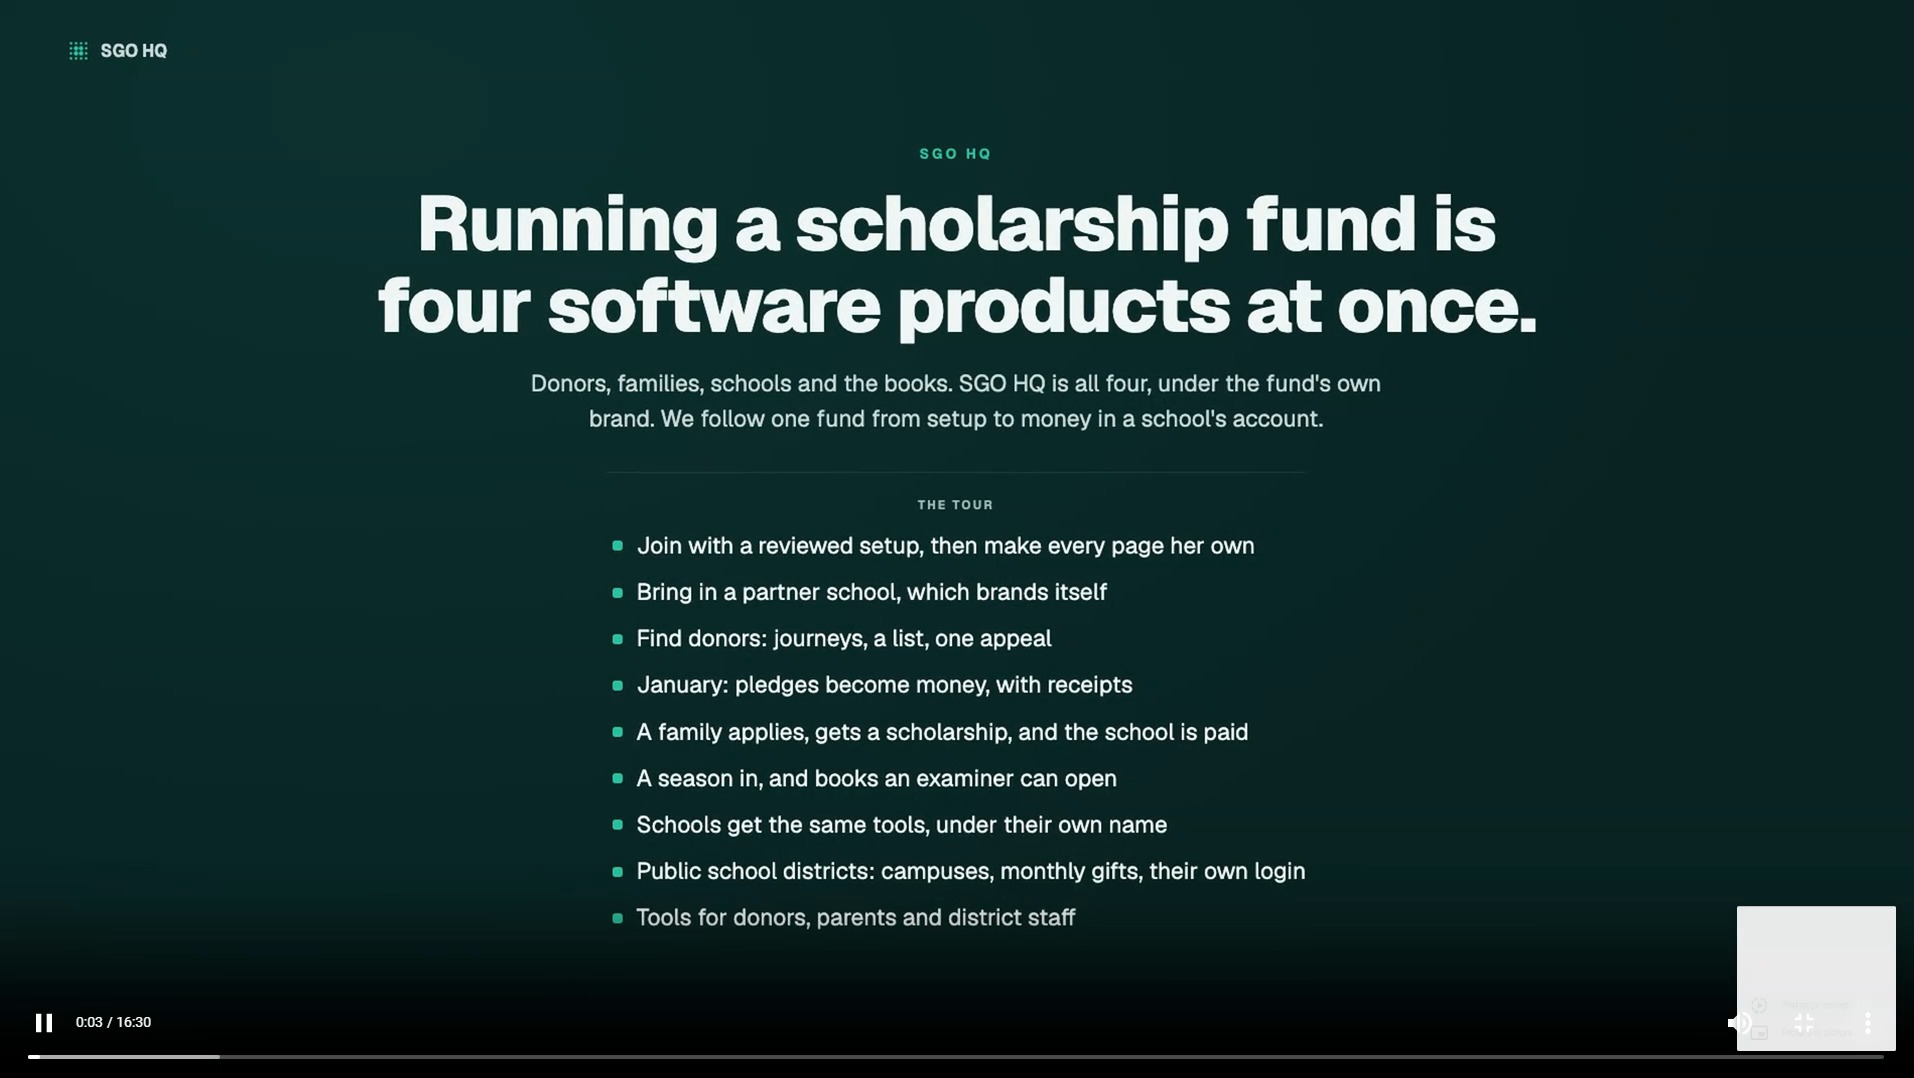 SGO HQ
SGO HQ
Running a scholarship fund is
four software products at once.
Donors, families, schools and the books. SGO HQ is all four, under the fund's own
brand. We follow one fund from setup to money in a school's account.
THE TOUR
Join with a reviewed setup, then make every page her own
Bring in a partner school, which brands itself
Find donors: journeys, a list, one appeal
January: pledges become money, with receipts
A family applies, gets a scholarship, and the school is paid
A season in, and books an examiner can open
Schools get the same tools, under their own name
Public school districts: campuses, monthly gifts, their own login
Tools for donors, parents and district staff
0:03 / 16:30